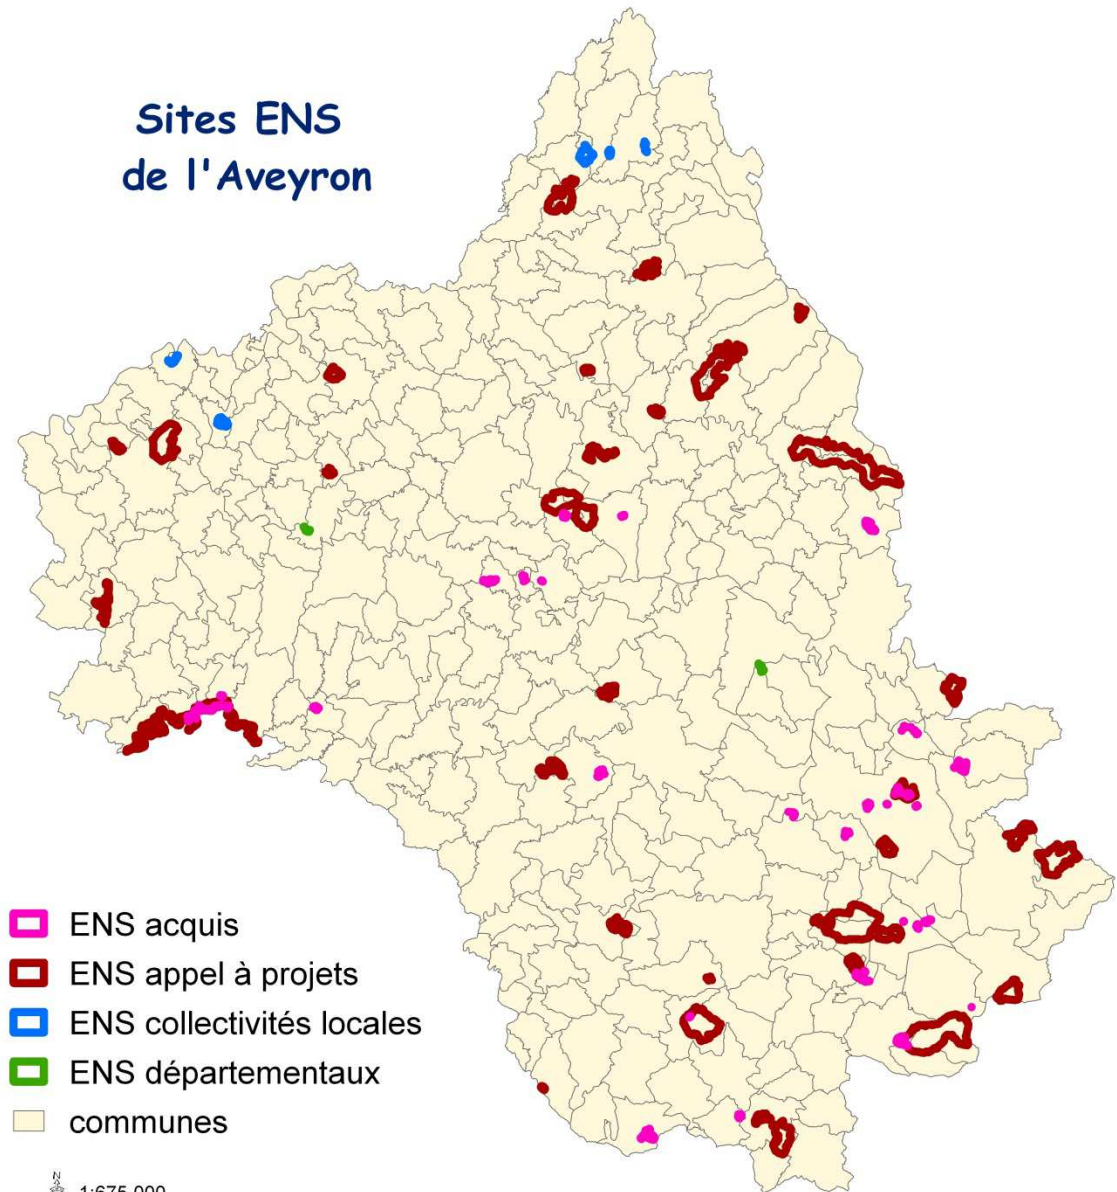 Sites ENS
de l'Aveyron
ENS acquis
ENS appel à projets
ENS collectivités locales
ENS départementaux
communes
N
1:675 000